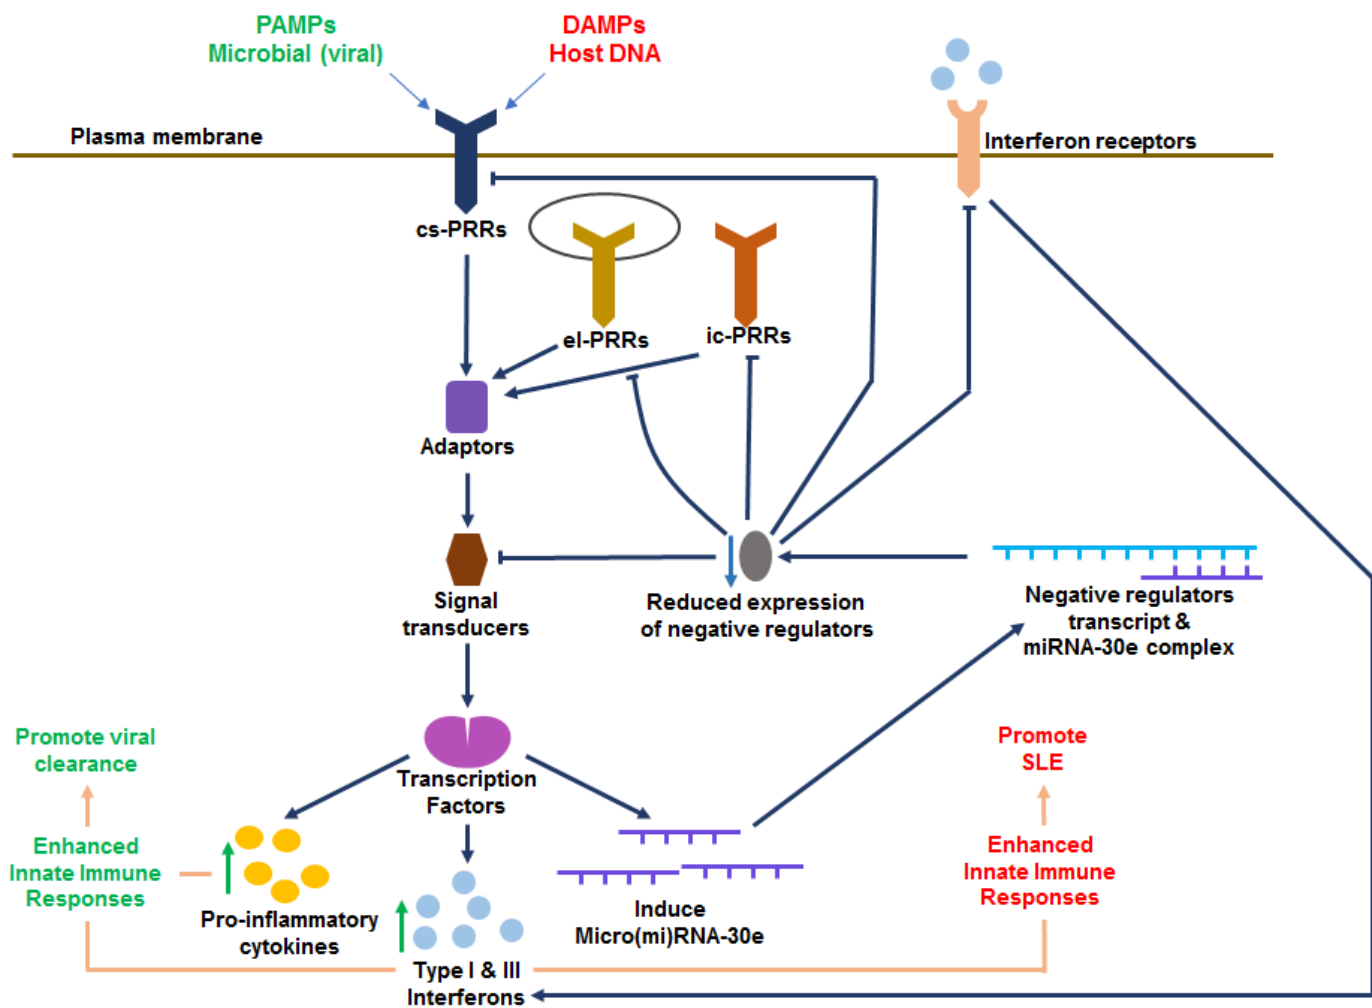 PAMPs
Microbial (viral)
DAMPs
Host DNA
Plasma membrane
Interferon receptors
cs-PRRs
el-PRRs
ic-PRRs
Adaptors
Signal
transducers
Reduced expression
of negative regulators
Negative regulators
transcript &
miRNA-30e complex
Promote viral
clearance
Transcription
Factors
Promote
SLE
Enhanced
Innate Immune
Responses
Pro-inflammatory
cytokines
Induce
Micro(mi)RNA-30e
Enhanced
Innate Immune
Responses
Type I & III
Interferons